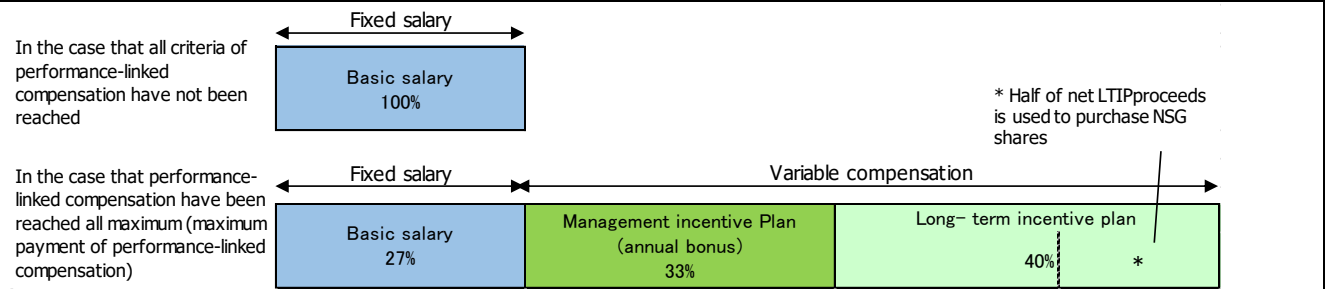 Fixed salary
In the case that all criteria of
performance-linked
compensation have not been
reached
Basic salary
100%
* Half of net LTIPproceeds
is used to purchase NSG
shares
In the case that performance-
linked compensation have been
reached all maximum (maximum
payment of performance-linked
compensation)
Fixed salary
Variable compensation
Basic salary
27%
Management incentive Plan
(annual bonus)
33%
Long- term incentive plan
40%
*